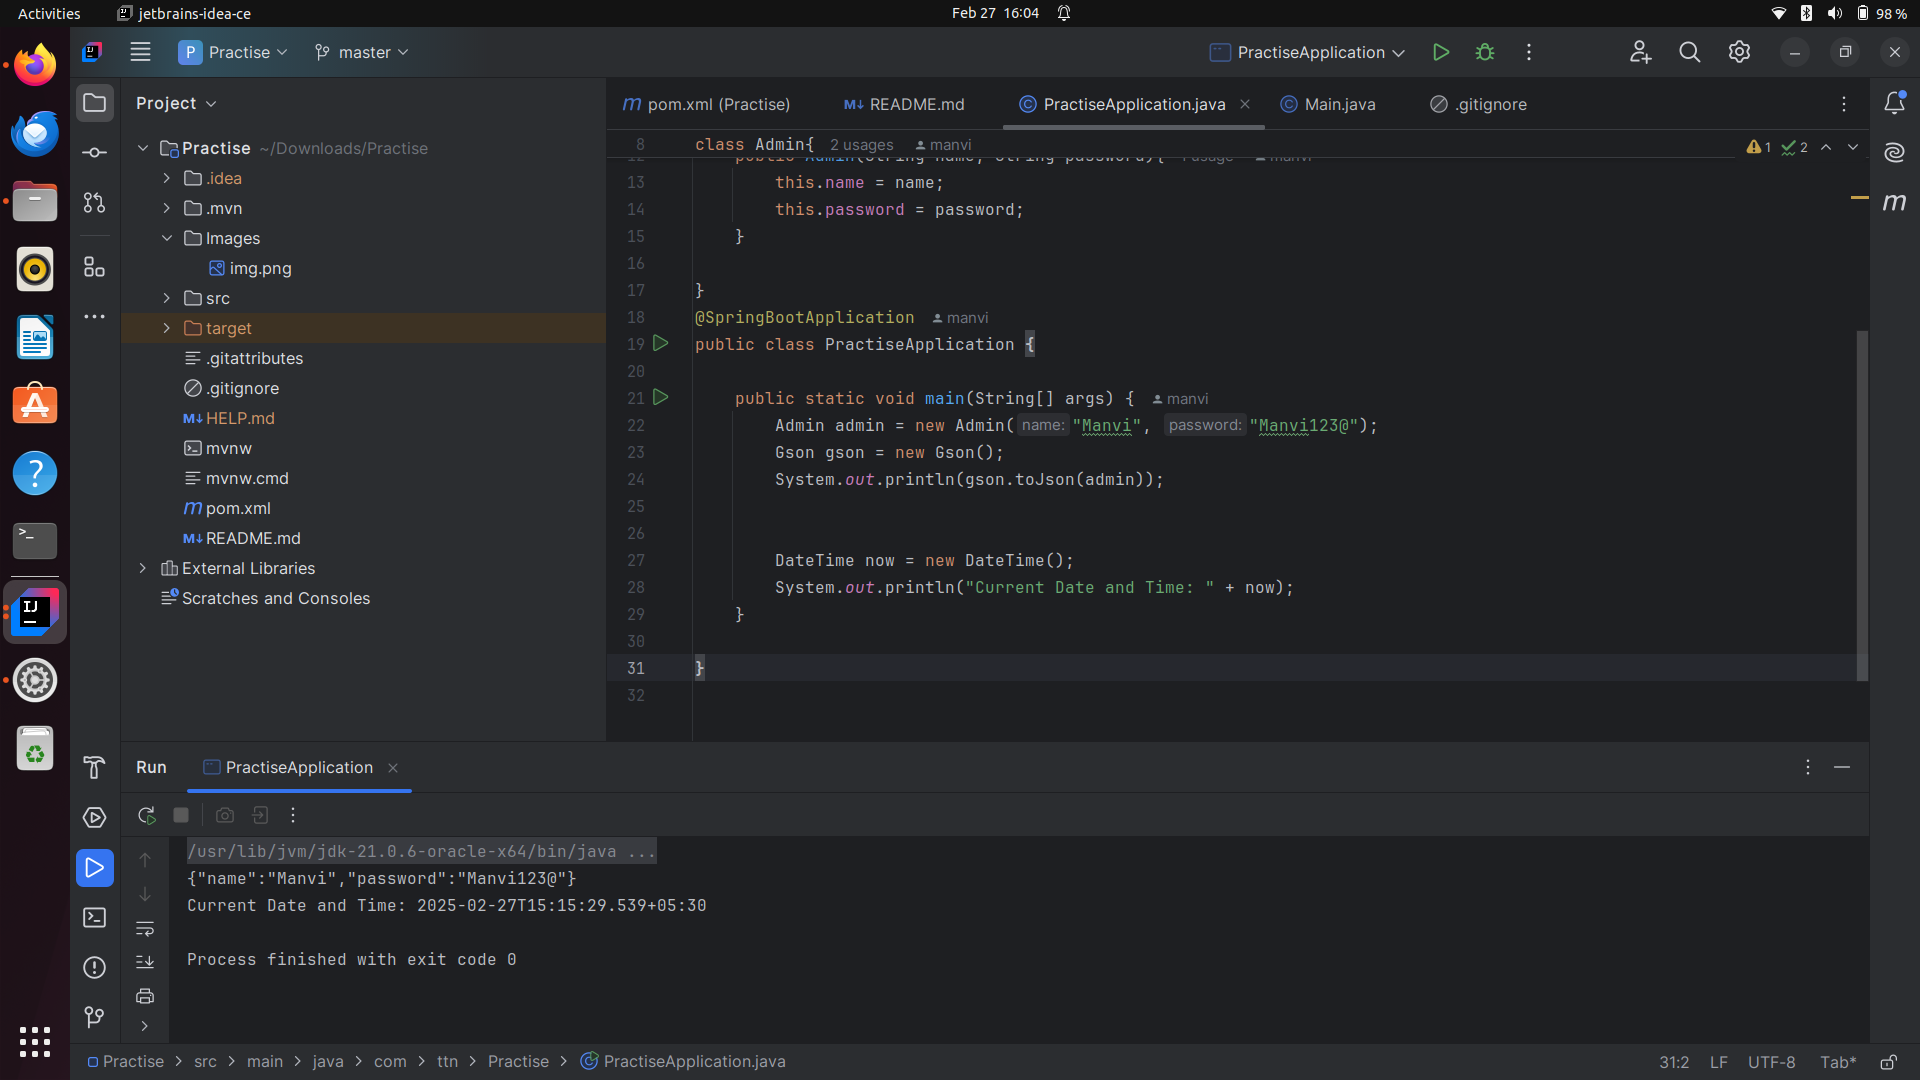 Activities jetbrains-idea-ce Feb 27 16:04 98 %
P Practise master PractiseApplication
Project
Practise ~/Downloads/Practise
.idea
.mvn
Images
img.png
src
target
.gitattributes
.gitignore
M↓ HELP.md
mvnw
mvnw.cmd
m pom.xml
M↓ README.md
External Libraries
Scratches and Consoles
m pom.xml (Practise) M↓ README.md PractiseApplication.java Main.java .gitignore
8 class Admin{ 2 usages manvi 1 2
12 public Admin(String name, String password){ 1 usage manvi
13 this.name = name;
14 this.password = password;
15 }
16
17 }
18 @SpringBootApplication manvi
19 public class PractiseApplication {
20
21 public static void main(String[] args) { manvi
22 Admin admin = new Admin( name: "Manvi", password: "Manvi123@");
23 Gson gson = new Gson();
24 System.out.println(gson.toJson(admin));
25
26
27 DateTime now = new DateTime();
28 System.out.println("Current Date and Time: " + now);
29 }
30
31 }
32
Run PractiseApplication
/usr/lib/jvm/jdk-21.0.6-oracle-x64/bin/java ...
{"name":"Manvi","password":"Manvi123@"}
Current Date and Time: 2025-02-27T15:15:29.539+05:30
Process finished with exit code 0
Practise > src > main > java > com > ttn > Practise > PractiseApplication.java 31:2 LF UTF-8 Tab*